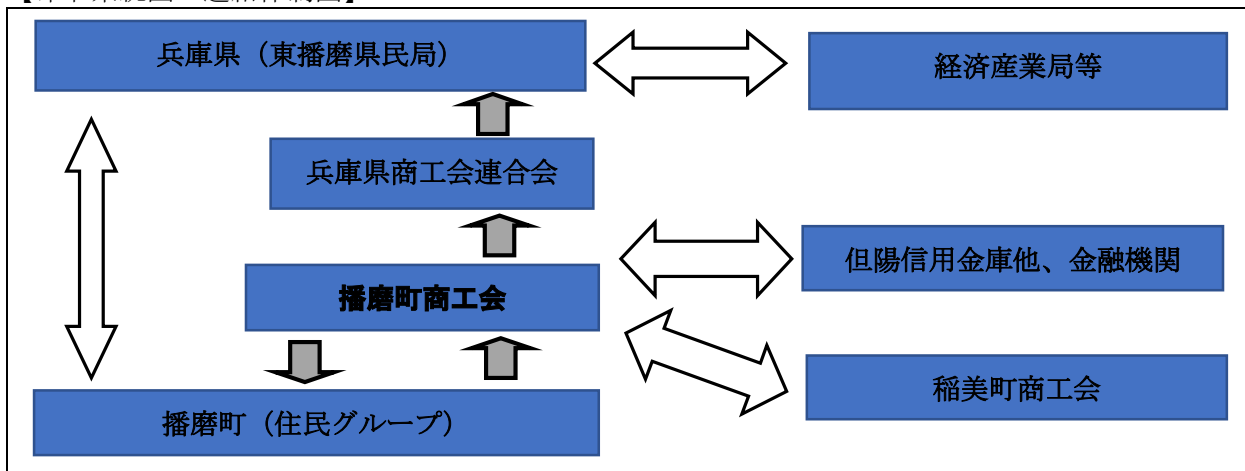 兵庫県（東播磨県民局）
経済産業局等
兵庫県商工会連合会
但陽信用金庫他、金融機関
播磨町商工会
稲美町商工会
播磨町（住民グループ）